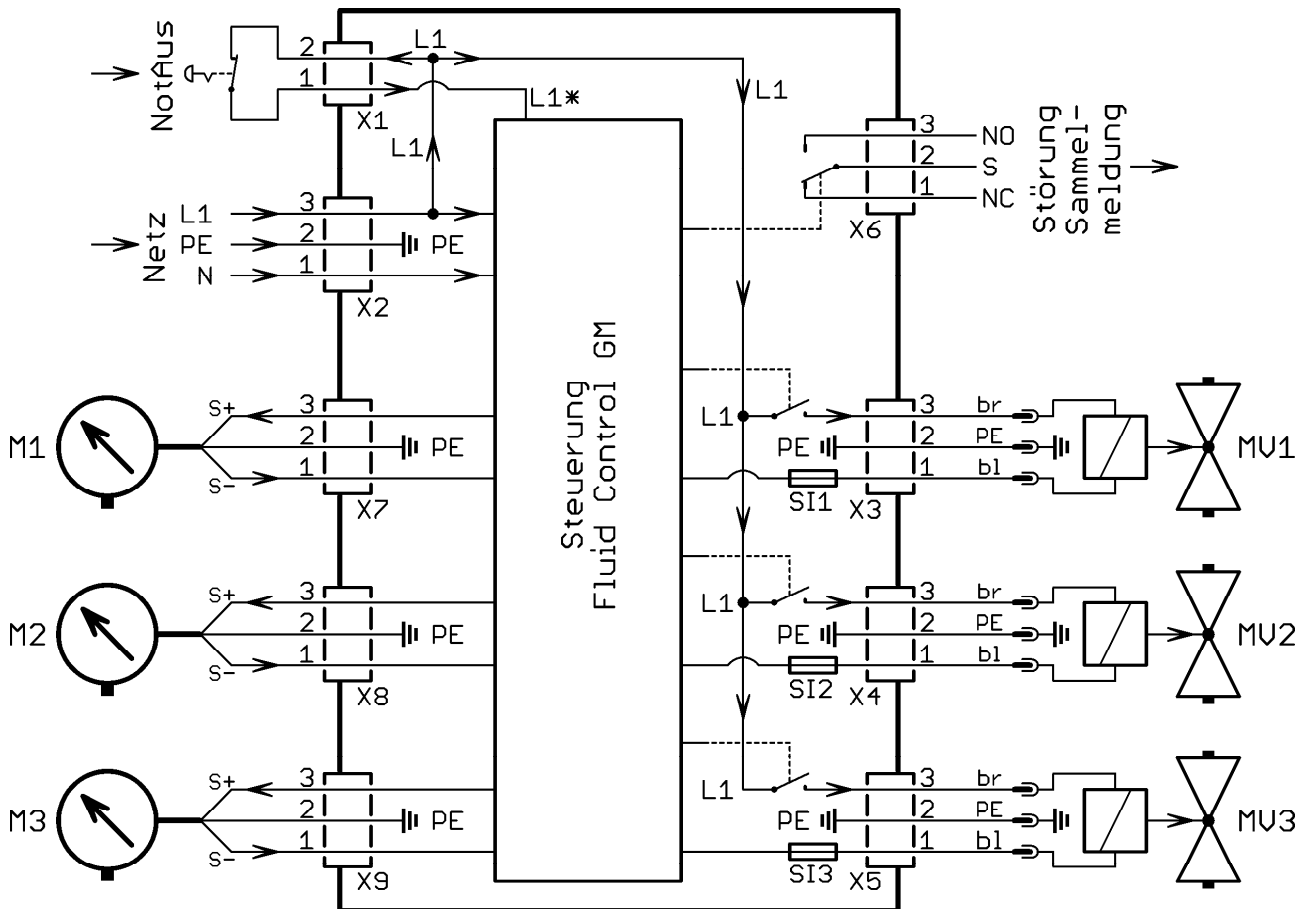 NotAus
2
1
X1
L1
L1*
L1
L1
3
2
1
NO
S
NC
X6
Störung
Sammel-
meldung
Netz
L1
PE
N
3
2
1
PE
X2
Steuerung
Fluid Control GM
M1
S+
S-
3
2
1
PE
X7
L1
PE
SI1
3
2
1
X3
br
PE
bl
MV1
M2
S+
S-
3
2
1
PE
X8
L1
PE
SI2
3
2
1
X4
br
PE
bl
MV2
M3
S+
S-
3
2
1
PE
X9
L1
PE
SI3
3
2
1
X5
br
PE
bl
MV3